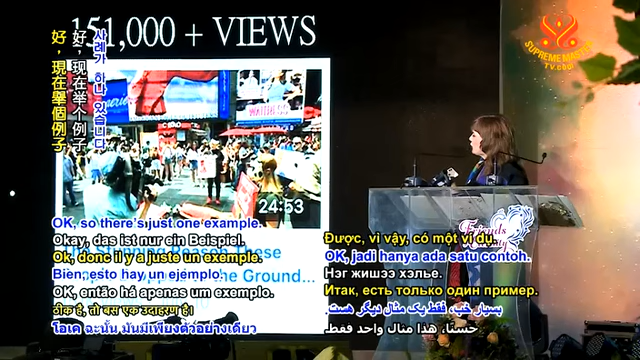 151,000 + VIEWS
SUPREME MASTER
TV.com
사례가 하나 있습니다
好，现在举个例子
好，現在舉個例子
24:53
OK, so there's just one example.
Okay, das ist nur ein Beispiel.
Ok, donc il y a juste un exemple.
Bien, esto hay un ejemplo.
OK, então há apenas um exemplo.
ठीक है, तो बस एक उदाहरण है।
โอเค ฉะนั้น มันมีเพียงตัวอย่างเดียว
Friends
Được, vì vậy, có một ví dụ.
OK, jadi hanya ada satu contoh.
Нэг жишээ хэлье.
Итак, есть только один пример.
بسیار خب، فقط یک مثال دیگر هست.
حسنًا، هذا مثال واحد فقط
the Ground...